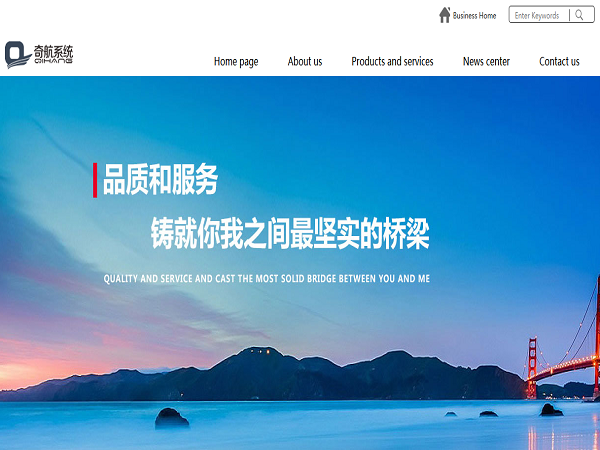 Business Home
Enter Keywords
奇航系统
QIHANG
Home page
About us
Products and services
News center
Contact us
品质和服务
铸就你我之间最坚实的桥梁
QUALITY AND SERVICE AND CAST THE MOST SOLID BRIDGE BETWEEN YOU AND ME